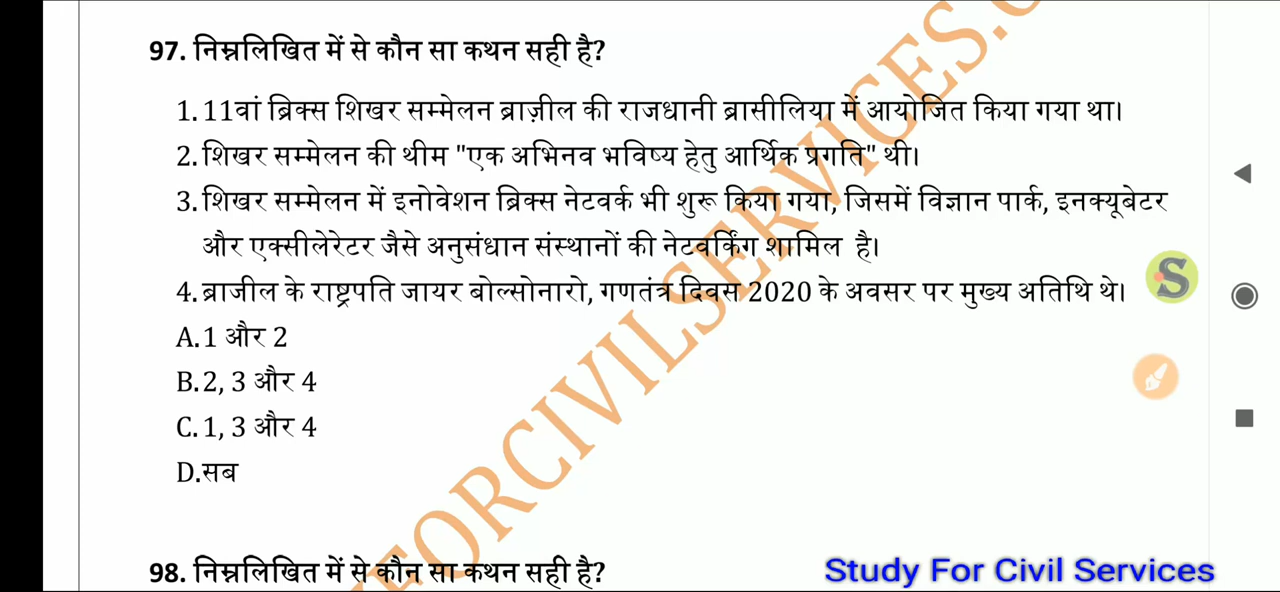 97. निम्नलिखित में से कौन सा कथन सही है?
1. 11वां ब्रिक्स शिखर सम्मेलन ब्राज़ील की राजधानी ब्रासीलिया में आयोजित किया गया था।
2. शिखर सम्मेलन की थीम "एक अभिनव भविष्य हेतु आर्थिक प्रगति" थी।
3. शिखर सम्मेलन में इनोवेशन ब्रिक्स नेटवर्क भी शुरू किया गया, जिसमें विज्ञान पार्क, इनक्यूबेटर
और एक्सीलेरेटर जैसे अनुसंधान संस्थानों की नेटवर्किंग शामिल है।
4. ब्राजील के राष्ट्रपति जायर बोल्सोनारो, गणतंत्र दिवस 2020 के अवसर पर मुख्य अतिथि थे।
A. 1 और 2
B. 2, 3 और 4
C. 1, 3 और 4
D. सब
98. निम्नलिखित में से कौन सा कथन सही है?
Study For Civil Services
FORCIVILSERVICES.
S